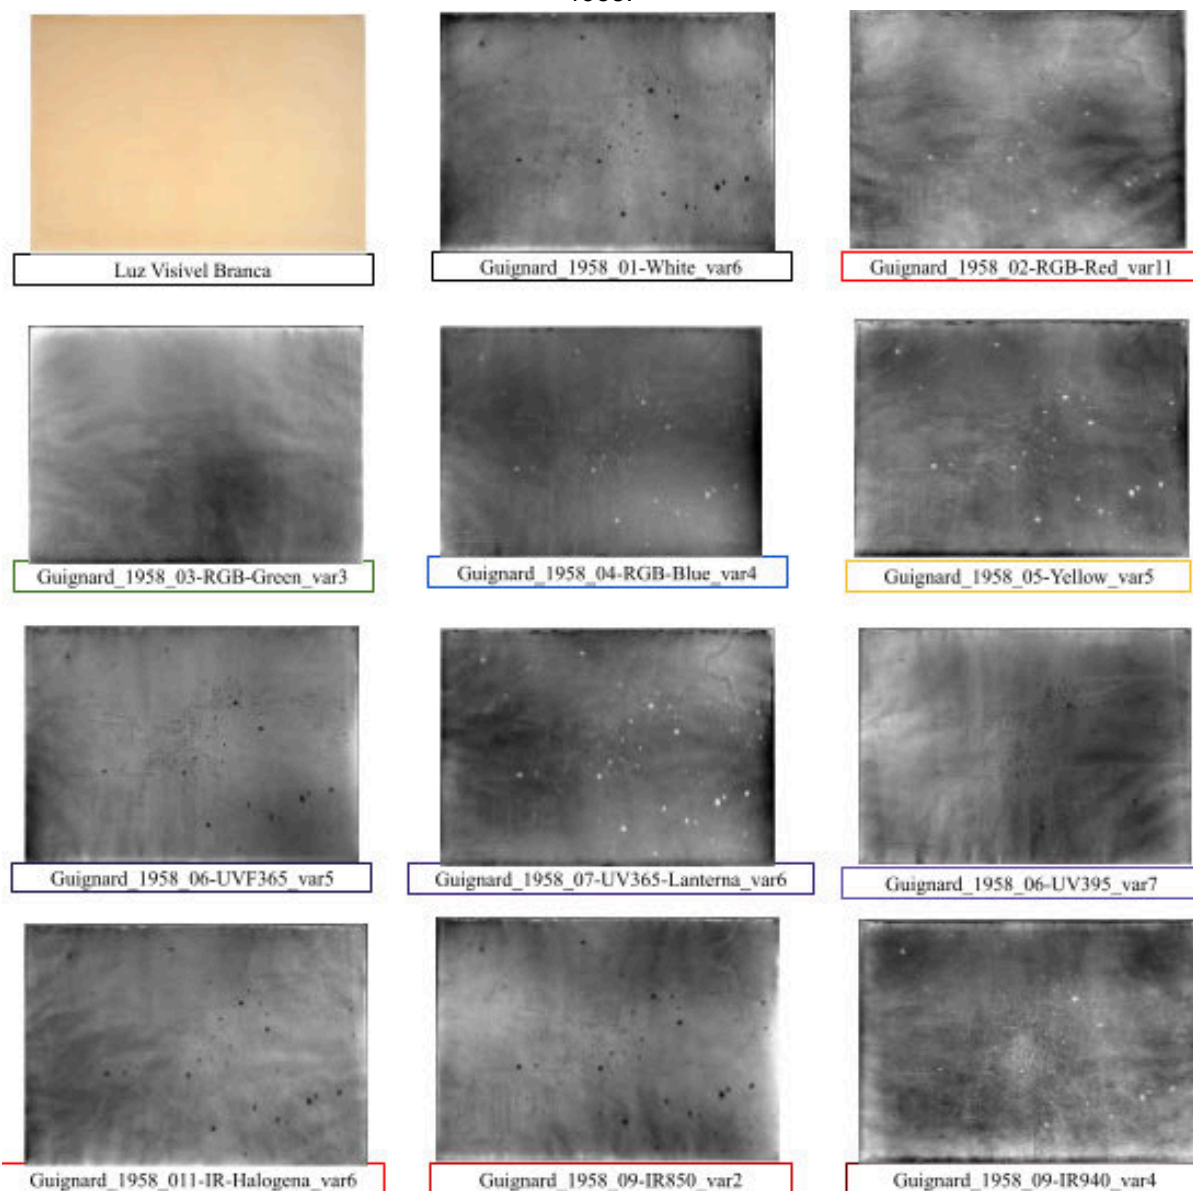 Luz Visível Branca
Guignard_1958_01-White_var6
Guignard_1958_02-RGB-Red_var11
Guignard_1958_03-RGB-Green_var3
Guignard_1958_04-RGB-Blue_var4
Guignard_1958_05-Yellow_var5
Guignard_1958_06-UVF365_var5
Guignard_1958_07-UV365-Lanterna_var6
Guignard_1958_06-UV395_var7
Guignard_1958_011-IR-Halogena_var6
Guignard_1958_09-IR850_var2
Guignard_1958_09-IR940_var4